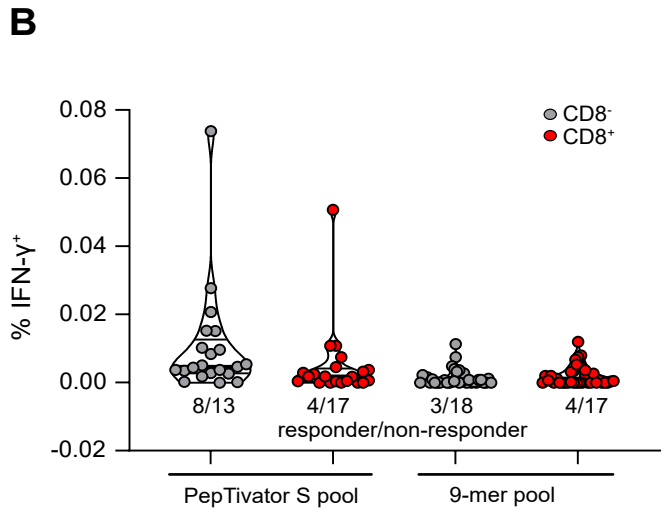 B
0.08
0.06
0.04
0.02
0.00
-0.02
% IFN-γ⁺
CD8⁻
CD8⁺
8/13 4/17 3/18 4/17
responder/non-responder
PepTivator S pool 9-mer pool